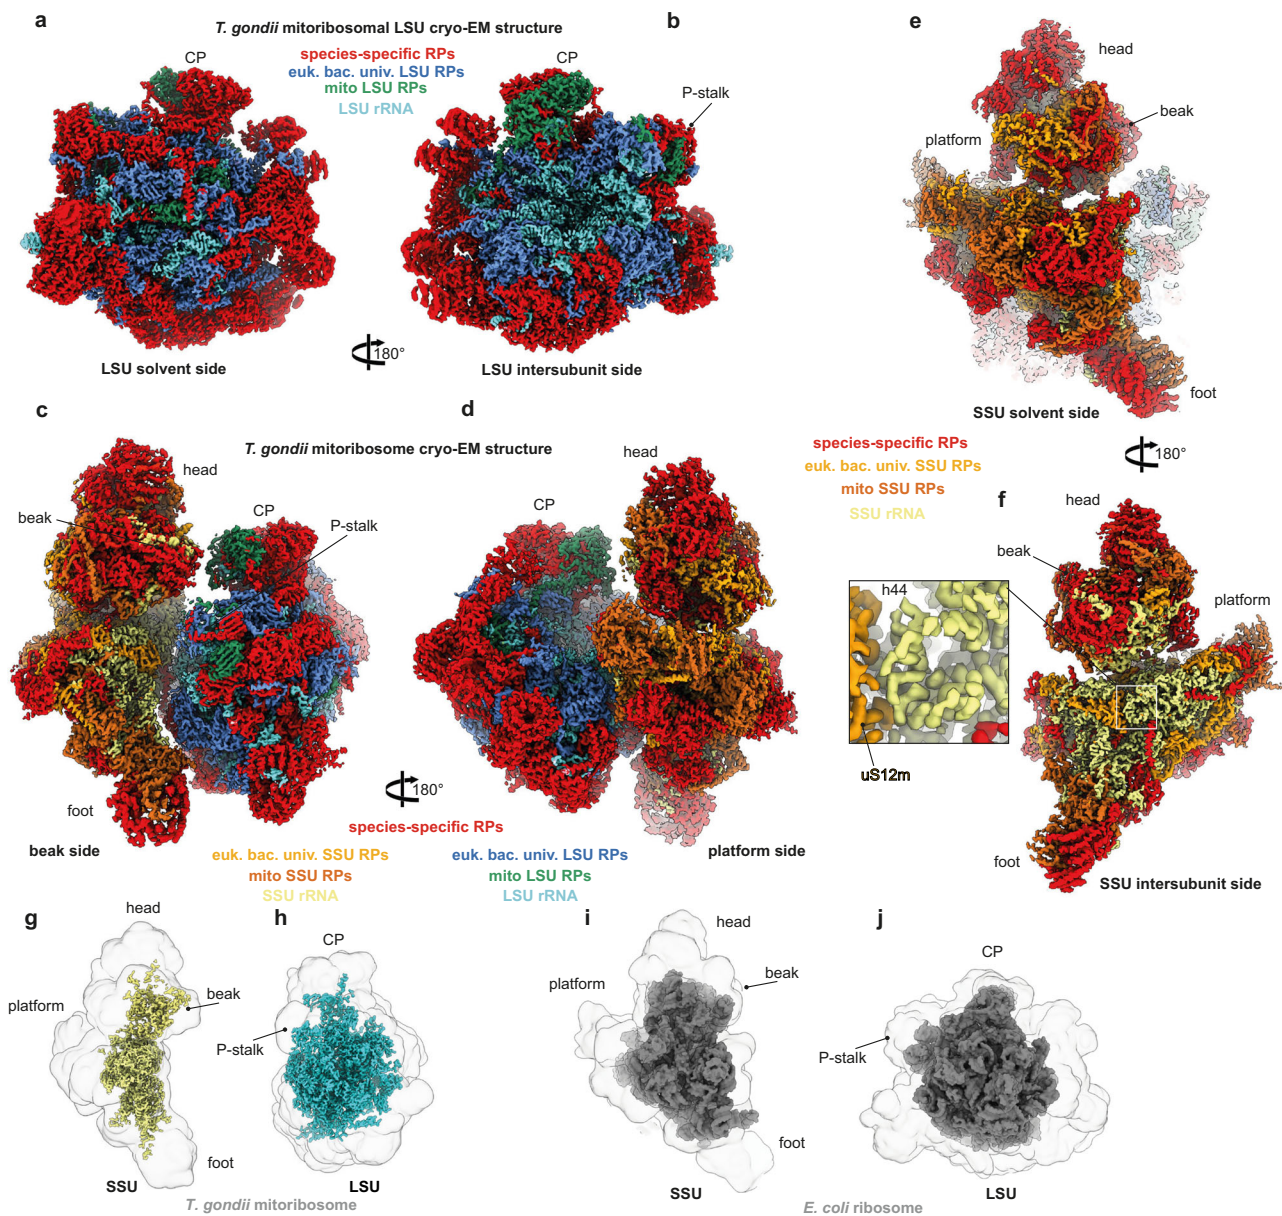 a
T. gondii mitoribosomal LSU cryo-EM structure
b
species-specific RPs
euk. bac. univ. LSU RPs
mito LSU RPs
LSU rRNA
CP
CP
P-stalk
LSU solvent side
180°
LSU intersubunit side
e
head
beak
platform
foot
SSU solvent side
180°
c
d
T. gondii mitoribosome cryo-EM structure
head
beak
CP
P-stalk
foot
beak side
180°
head
CP
platform side
species-specific RPs
euk. bac. univ. SSU RPs
mito SSU RPs
SSU rRNA
euk. bac. univ. LSU RPs
mito LSU RPs
LSU rRNA
species-specific RPs
euk. bac. univ. SSU RPs
mito SSU RPs
SSU rRNA
f
head
beak
platform
h44
uS12m
foot
SSU intersubunit side
g
head
platform
beak
foot
SSU
h
CP
P-stalk
LSU
T. gondii mitoribosome
i
head
platform
beak
foot
SSU
j
CP
P-stalk
LSU
E. coli ribosome